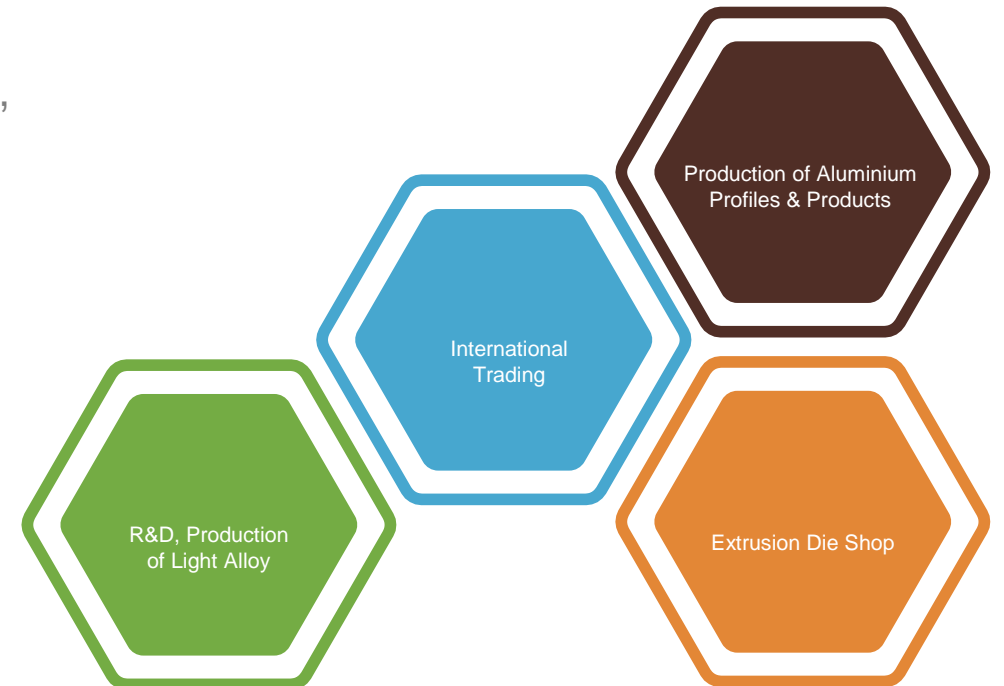 ,
Production of Aluminium
Profiles & Products
International
Trading
R&D, Production
of Light Alloy
Extrusion Die Shop